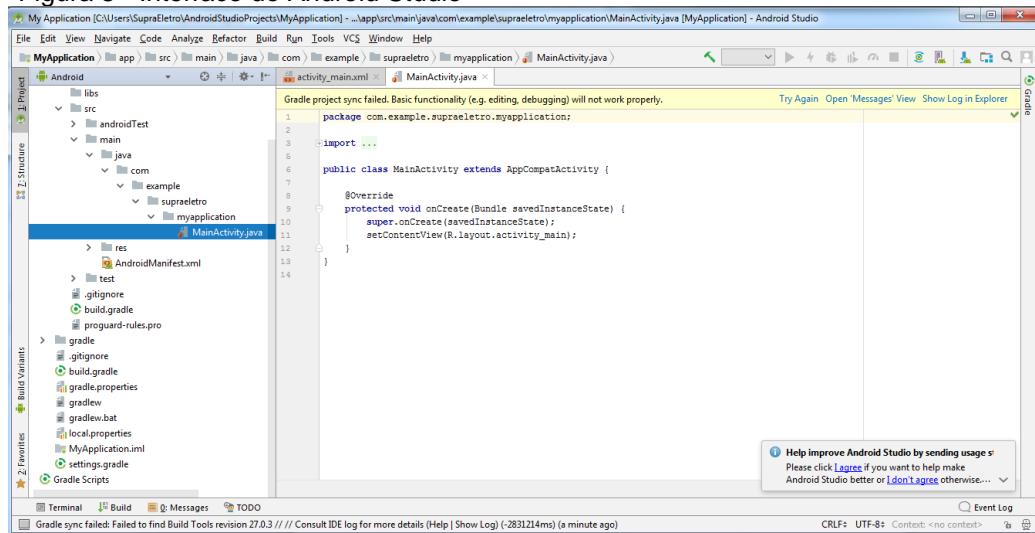 My Application [C:\Users\SupraEletro\AndroidStudioProjects\MyApplication] - ...\app\src\main\java\com\example\supraeletro\myapplication\MainActivity.java [MyApplication] - Android Studio
File Edit View Navigate Code Analyze Refactor Build Run Tools VCS Window Help
MyApplication app src main java com example supraeletro myapplication MainActivity.java
Android
activity_main.xml MainActivity.java
1: Project
Z: Structure
Build Variants
2: Favorites
Gradle
libs
src
androidTest
main
java
com
example
supraeletro
myapplication
MainActivity.java
res
AndroidManifest.xml
test
.gitignore
build.gradle
proguard-rules.pro
gradle
.gitignore
build.gradle
gradle.properties
gradlew
gradlew.bat
local.properties
MyApplication.iml
settings.gradle
Gradle Scripts
Gradle project sync failed. Basic functionality (e.g. editing, debugging) will not work properly. Try Again Open 'Messages' View Show Log in Explorer
1 package com.example.supraeletro.myapplication;
2
3 import ...
5
6 public class MainActivity extends AppCompatActivity {
7
8 @Override
9 protected void onCreate(Bundle savedInstanceState) {
10 super.onCreate(savedInstanceState);
11 setContentView(R.layout.activity_main);
12 }
13 }
14
Help improve Android Studio by sending usage
Please click I agree if you want to help make
Android Studio better or I don't agree otherwise....
Terminal Build 0: Messages TODO Event Log
Gradle sync failed: Failed to find Build Tools revision 27.0.3 // // Consult IDE log for more details (Help | Show Log) (-2831214ms) (a minute ago) CRLF UTF-8 Context: <no context>